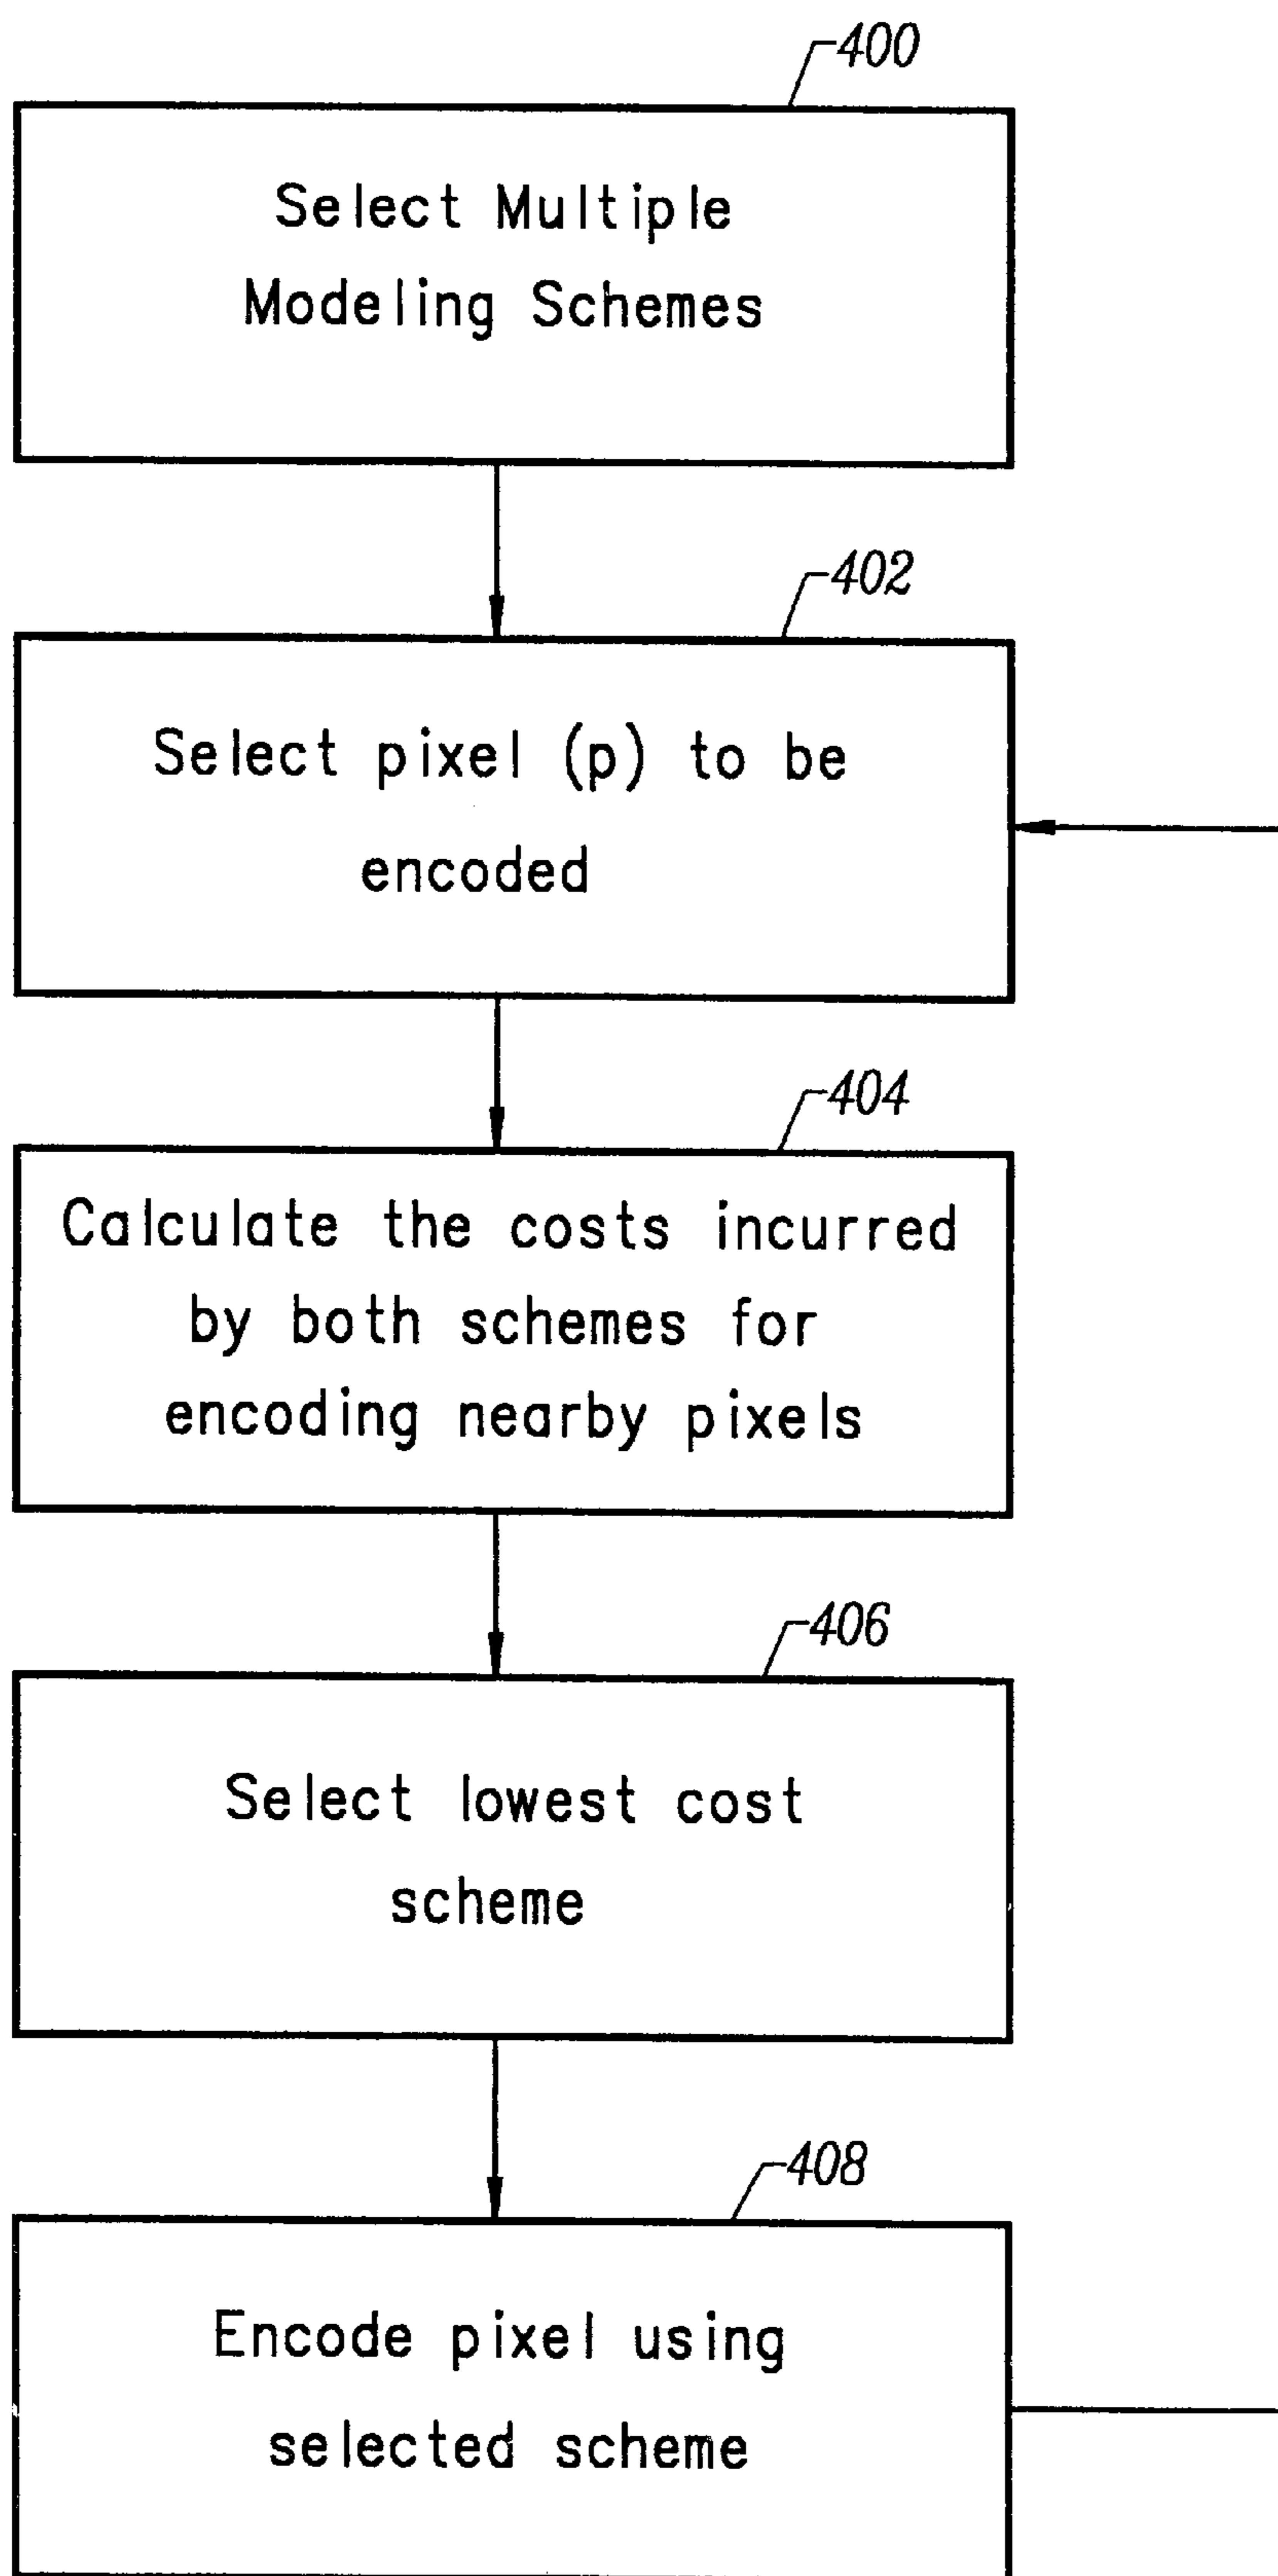 400
Select Multiple
Modeling Schemes
402
Select pixel (p) to be
encoded
404
Calculate the costs incurred
by both schemes for
encoding nearby pixels
406
Select lowest cost
scheme
408
Encode pixel using
selected scheme